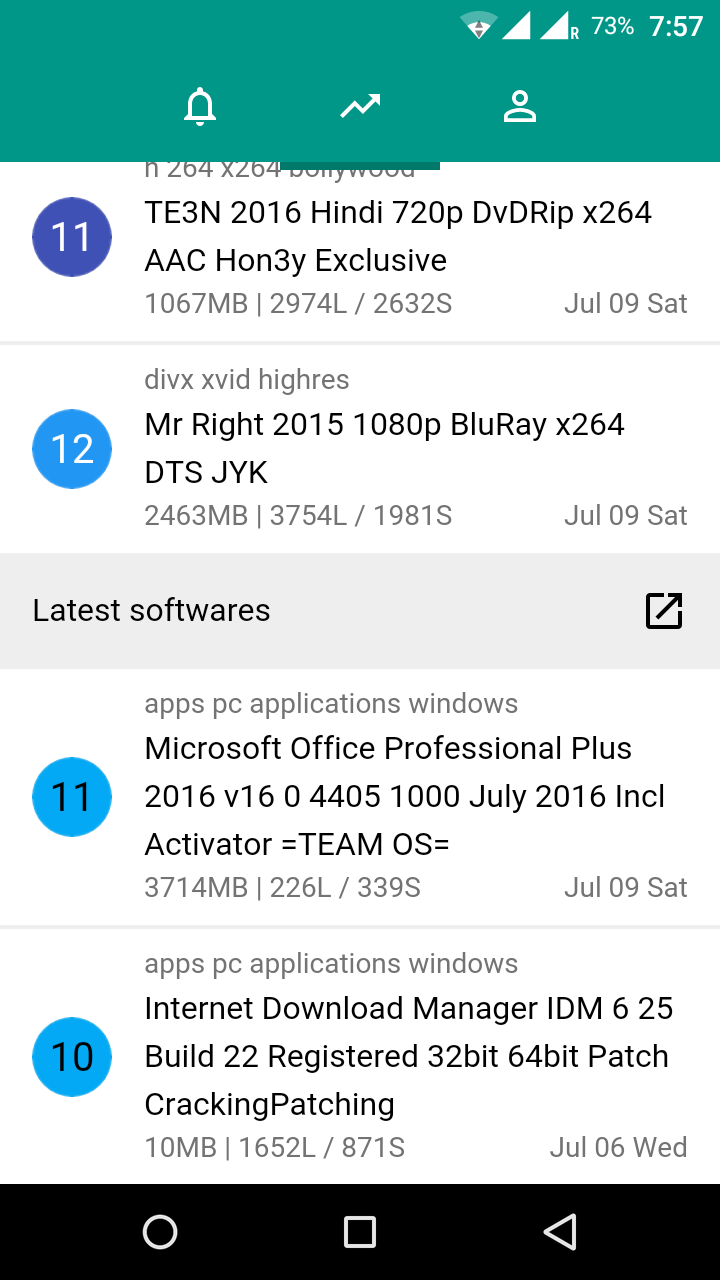 R 73% 7:57
h 264 x264 bollywood
11
TE3N 2016 Hindi 720p DvDRip x264
AAC Hon3y Exclusive
1067MB | 2974L / 2632S Jul 09 Sat
divx xvid highres
12
Mr Right 2015 1080p BluRay x264
DTS JYK
2463MB | 3754L / 1981S Jul 09 Sat
Latest softwares
apps pc applications windows
Microsoft Office Professional Plus
11
2016 v16 0 4405 1000 July 2016 Incl
Activator =TEAM OS=
3714MB | 226L / 339S Jul 09 Sat
apps pc applications windows
Internet Download Manager IDM 6 25
10
Build 22 Registered 32bit 64bit Patch
CrackingPatching
10MB | 1652L / 871S Jul 06 Wed